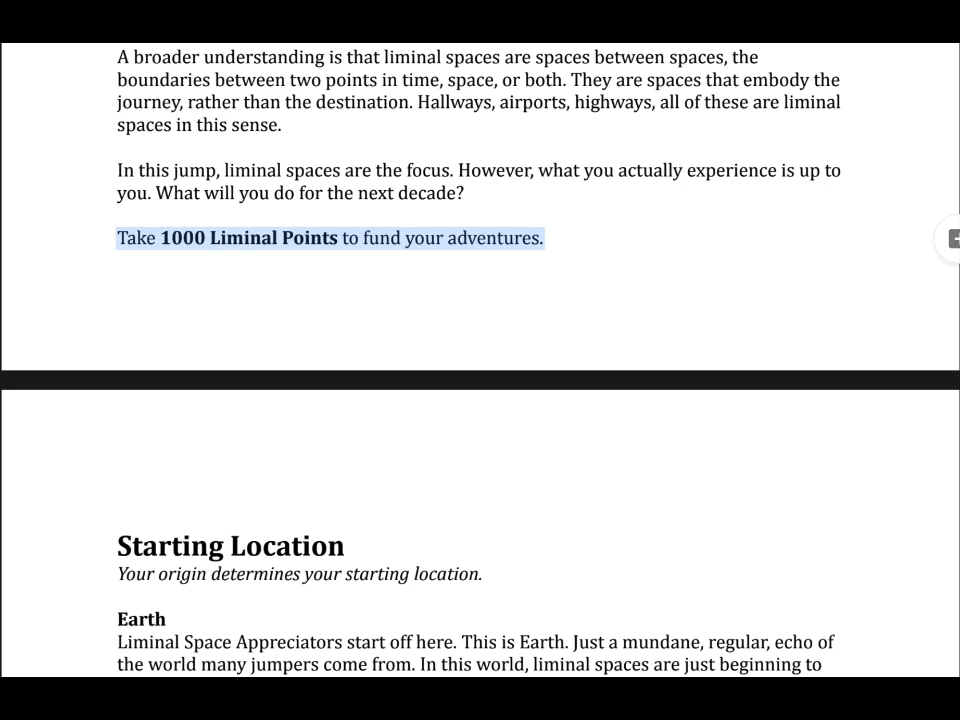 A broader understanding is that liminal spaces are spaces between spaces, the
boundaries between two points in time, space, or both. They are spaces that embody the
journey, rather than the destination. Hallways, airports, highways, all of these are liminal
spaces in this sense.
In this jump, liminal spaces are the focus. However, what you actually experience is up to
you. What will you do for the next decade?
Take 1000 Liminal Points to fund your adventures.
Starting Location
Your origin determines your starting location.
Earth
Liminal Space Appreciators start off here. This is Earth. Just a mundane, regular, echo of
the world many jumpers come from. In this world, liminal spaces are just beginning to